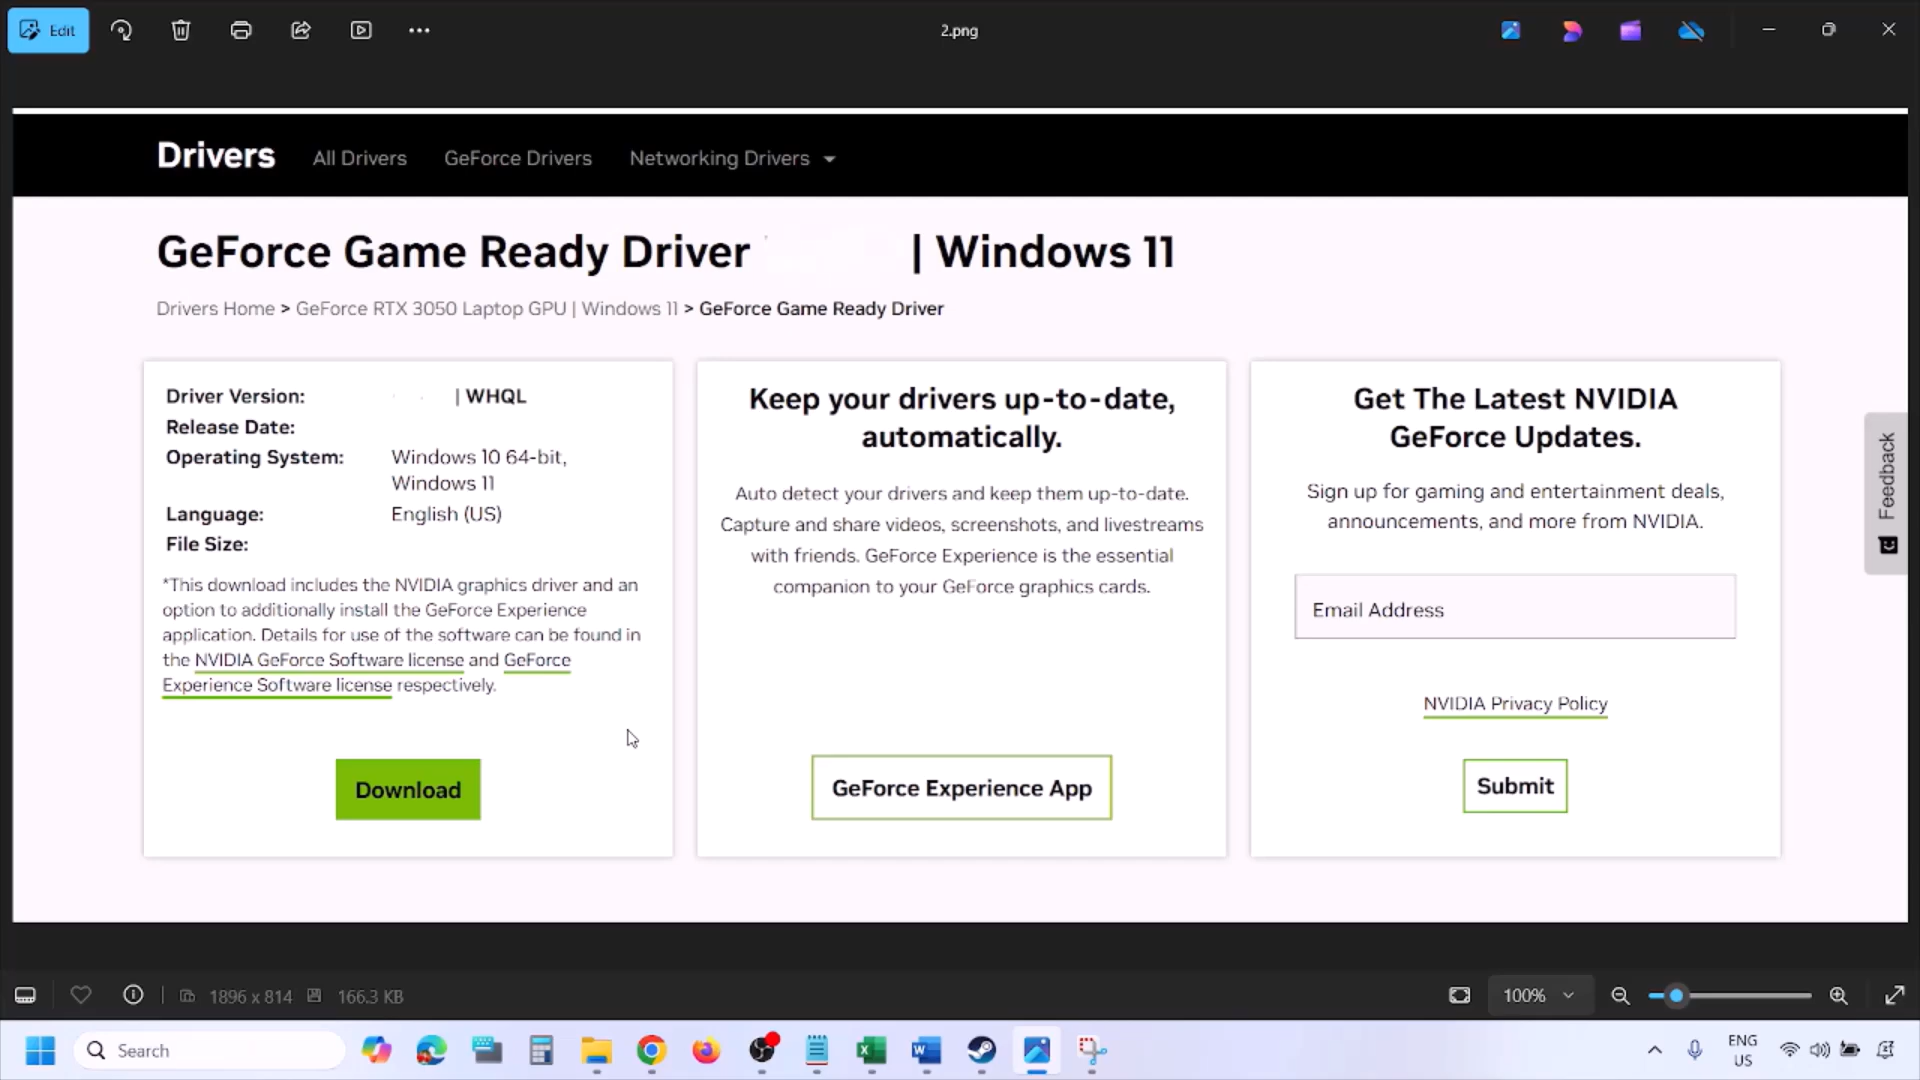 Edit
2.png
Drivers All Drivers GeForce Drivers Networking Drivers
GeForce Game Ready Driver | Windows 11
Drivers Home > GeForce RTX 3050 Laptop GPU | Windows 11 > GeForce Game Ready Driver
Driver Version: | WHQL
Release Date:
Operating System: Windows 10 64-bit,
Windows 11
Language: English (US)
File Size:
*This download includes the NVIDIA graphics driver and an
option to additionally install the GeForce Experience
application. Details for use of the software can be found in
the NVIDIA GeForce Software license and GeForce
Experience Software license respectively.
Download
Keep your drivers up-to-date,
automatically.
Auto detect your drivers and keep them up-to-date.
Capture and share videos, screenshots, and livestreams
with friends. GeForce Experience is the essential
companion to your GeForce graphics cards.
GeForce Experience App
Get The Latest NVIDIA
GeForce Updates.
Sign up for gaming and entertainment deals,
announcements, and more from NVIDIA.
Email Address
NVIDIA Privacy Policy
Submit
Feedback
1896 x 814 166.3 KB
100%
Search
ENG
US